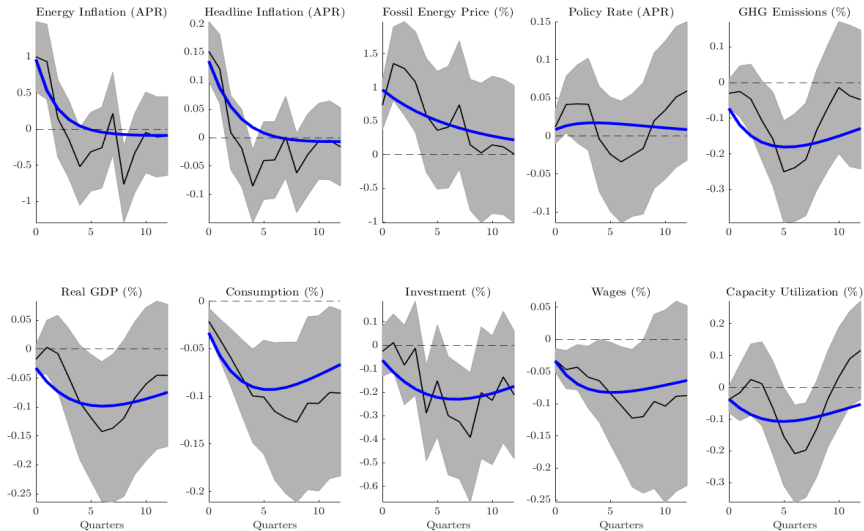 Energy Inflation (APR)
Headline Inflation (APR)
Fossil Energy Price (%)
Policy Rate (APR)
GHG Emissions (%)
1
0.5
0
-0.5
-1
0 5 10
0.2
0.15
0.1
0.05
0
-0.05
-0.1
0 5 10
1.5
1
0.5
0
-0.5
-1
0 5 10
0.15
0.1
0.05
0
-0.05
-0.1
0 5 10
0.1
0
-0.1
-0.2
-0.3
0 5 10
Real GDP (%)
Consumption (%)
Investment (%)
Wages (%)
Capacity Utilization (%)
0.05
0
-0.05
-0.1
-0.15
-0.2
-0.25
0 5 10
Quarters
0
-0.1
-0.2
0 5 10
Quarters
0.1
0
-0.1
-0.2
-0.3
-0.4
-0.5
-0.6
0 5 10
Quarters
0.05
0
-0.05
-0.1
-0.15
-0.2
-0.25
0 5 10
Quarters
0.2
0.1
0
-0.1
-0.2
-0.3
0 5 10
Quarters